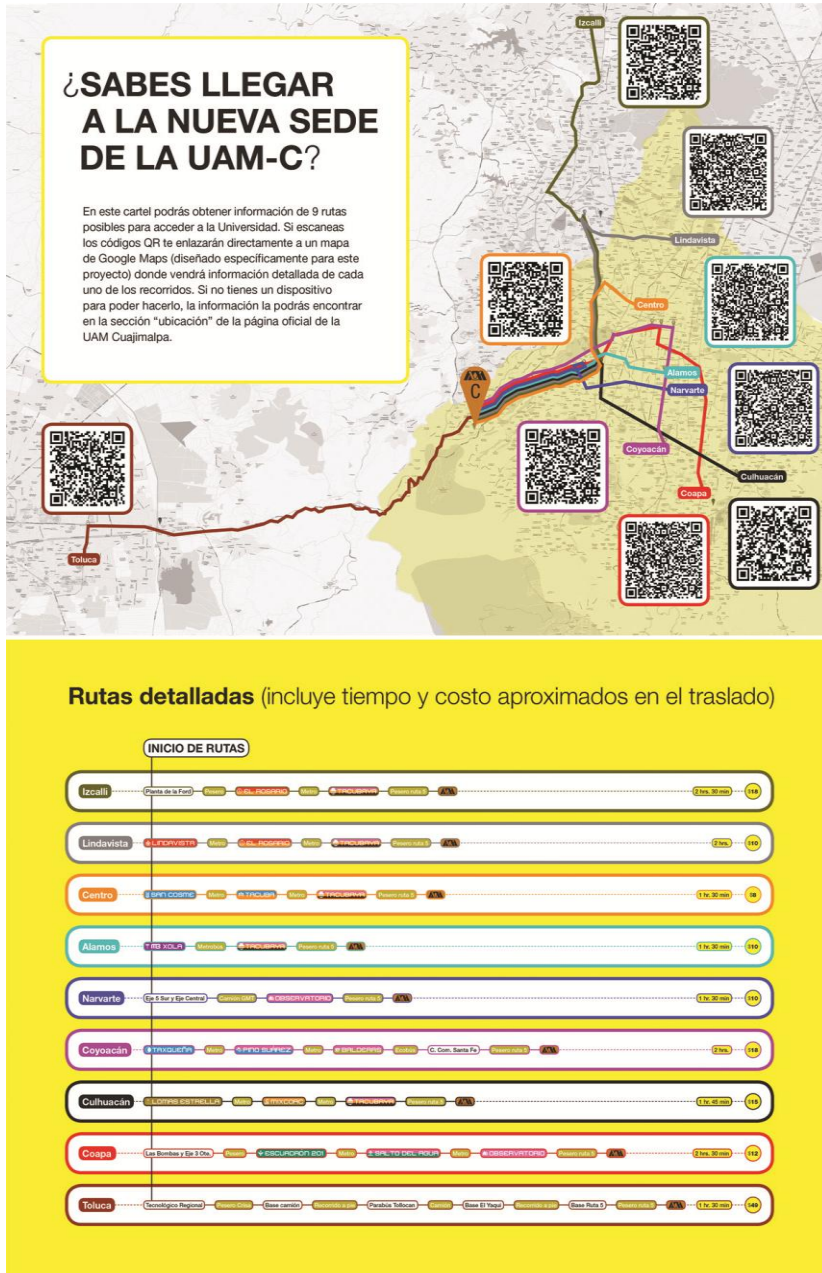 ¿SABES LLEGAR
A LA NUEVA SEDE
DE LA UAM-C?
En este cartel podrás obtener información de 9 rutas
posibles para acceder a la Universidad. Si escaneas
los códigos QR te enlazarán directamente a un mapa
de Google Maps (diseñado específicamente para este
proyecto) donde vendrá información detallada de cada
uno de los recorridos. Si no tienes un dispositivo
para poder hacerlo, la información la podrás encontrar
en la sección “ubicación” de la página oficial de la
UAM Cuajimalpa.
Izcalli
Lindavista
Centro
Alamos
Narvarte
C
Coyoacán
Culhuacán
Coapa
Toluca
Rutas detalladas (incluye tiempo y costo aproximados en el traslado)
INICIO DE RUTAS
Izcalli Planta de la Ford Pesero EL ROSARIO Metro TACUBAYA Pesero ruta 5 2 hrs. 30 min $18
Lindavista LINDAVISTA Metro EL ROSARIO Metro TACUBAYA Pesero ruta 5 2 hrs. $10
Centro SAN COSME Metro TACUBA Metro TACUBAYA Pesero ruta 5 1 hr. 30 min $8
Alamos MB XOLA Metrobús TACUBAYA Pesero ruta 5 1 hr. 30 min $10
Narvarte Eje 5 Sur y Eje Central Camión GMT OBSERVATORIO Pesero ruta 5 1 hr. 30 min $10
Coyoacán TAXQUEÑA Metro PINO SUÁREZ Metro BALDERAS Ecobús C. Com. Santa Fe Pesero ruta 5 2 hrs. $18
Culhuacán LOMAS ESTRELLA Metro MIXCOAC Metro TACUBAYA Pesero ruta 5 1 hr. 45 min $15
Coapa Las Bombas y Eje 3 Ote. Pesero ESCUADRÓN 201 Metro SALTO DEL AGUA Metro OBSERVATORIO Pesero ruta 5 2 hrs. 30 min $12
Toluca Tecnológico Regional Pesero Crisa Base camión Recorrido a pie Parabús Tollocan Camión Base El Yaqui Recorrido a pie Base Ruta 5 Pesero ruta 5 1 hr. 30 min $49